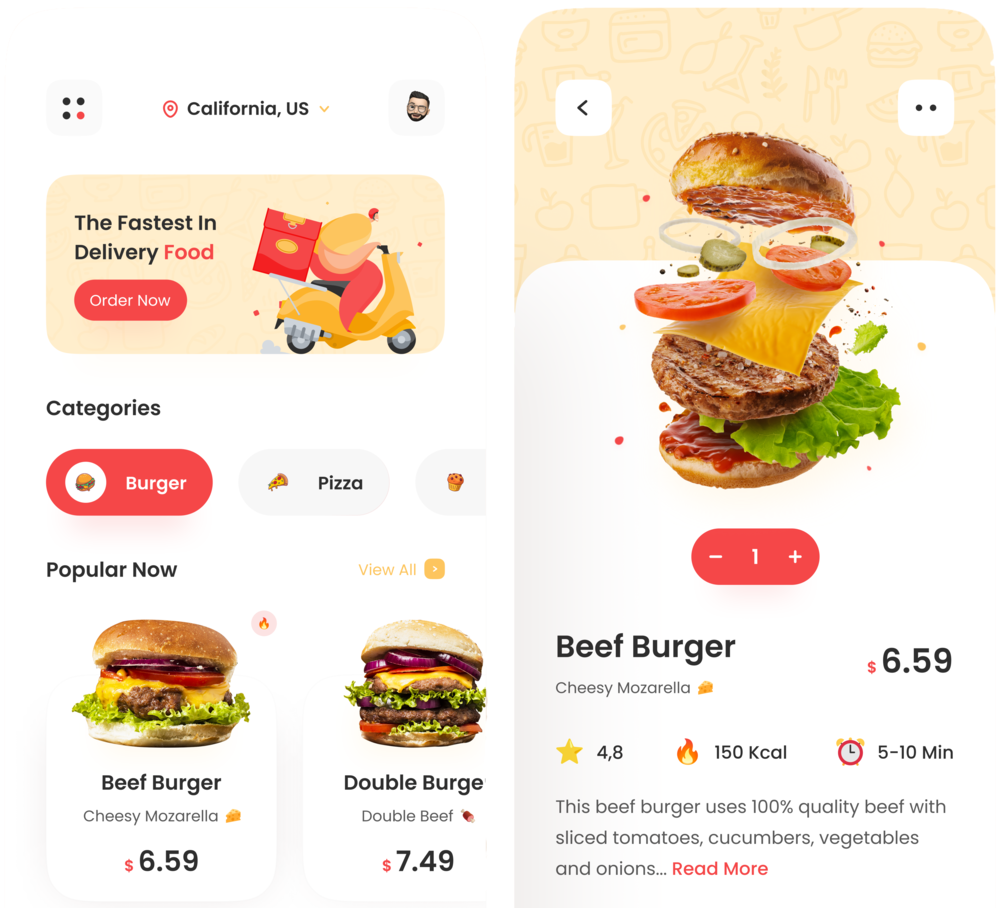 California, US
The Fastest In
Delivery Food
Order Now
Categories
Burger
Pizza
Popular Now
View All
Beef Burger
Cheesy Mozarella
$ 6.59
Double Burge
Double Beef
$ 7.49
1
Beef Burger
Cheesy Mozarella
$ 6.59
4,8
150 Kcal
5-10 Min
This beef burger uses 100% quality beef with
sliced tomatoes, cucumbers, vegetables
and onions... Read More